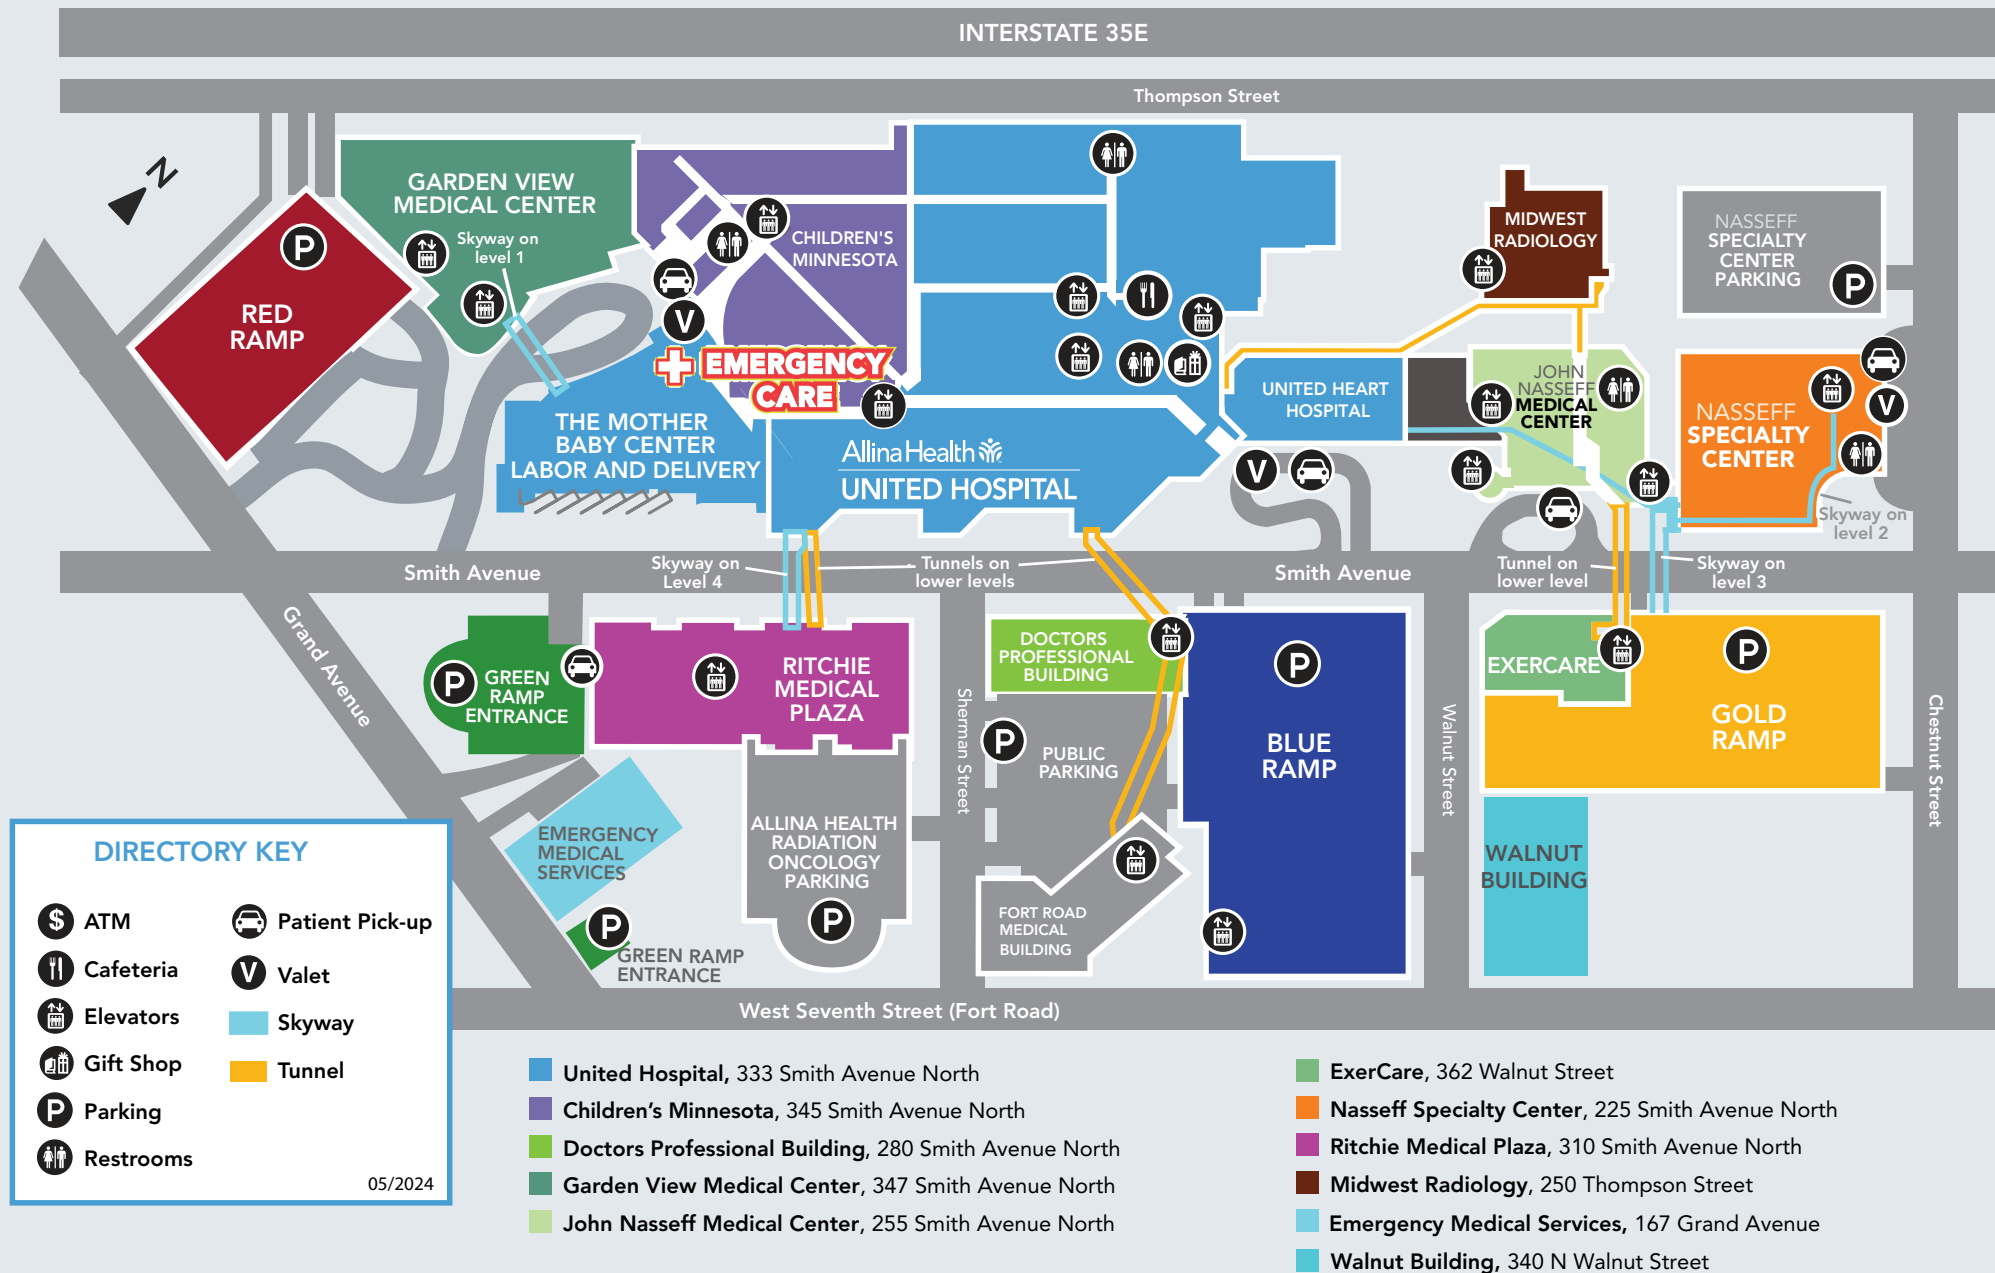 INTERSTATE 35E
Thompson Street
N
GARDEN VIEW
MEDICAL CENTER
Skyway on
level 1
P
RED
RAMP
CHILDREN'S
MINNESOTA
V
EMERGENCY
CARE
THE MOTHER
BABY CENTER
LABOR AND DELIVERY
Allina Health
UNITED HOSPITAL
MIDWEST
RADIOLOGY
NASSEFF
SPECIALTY
CENTER
PARKING
P
UNITED HEART
HOSPITAL
JOHN
NASSEFF
MEDICAL
CENTER
NASSEFF
SPECIALTY
CENTER
V
V
Skyway on
level 2
Smith Avenue
Skyway on
Level 4
Tunnels on
lower levels
Smith Avenue
Tunnel on
lower level
Skyway on
level 3
Grand Avenue
P
GREEN
RAMP
ENTRANCE
RITCHIE
MEDICAL
PLAZA
Sherman Street
DOCTORS
PROFESSIONAL
BUILDING
P
PUBLIC
PARKING
P
BLUE
RAMP
Walnut Street
EXERCARE
P
GOLD
RAMP
Chestnut Street
EMERGENCY
MEDICAL
SERVICES
P
GREEN RAMP
ENTRANCE
ALLINA HEALTH
RADIATION
ONCOLOGY
PARKING
P
FORT ROAD
MEDICAL
BUILDING
WALNUT
BUILDING
West Seventh Street (Fort Road)
DIRECTORY KEY
$ ATM
Cafeteria
Elevators
Gift Shop
P Parking
Restrooms
Patient Pick-up
V Valet
Skyway
Tunnel
05/2024
United Hospital, 333 Smith Avenue North
Children's Minnesota, 345 Smith Avenue North
Doctors Professional Building, 280 Smith Avenue North
Garden View Medical Center, 347 Smith Avenue North
John Nasseff Medical Center, 255 Smith Avenue North
ExerCare, 362 Walnut Street
Nasseff Specialty Center, 225 Smith Avenue North
Ritchie Medical Plaza, 310 Smith Avenue North
Midwest Radiology, 250 Thompson Street
Emergency Medical Services, 167 Grand Avenue
Walnut Building, 340 N Walnut Street